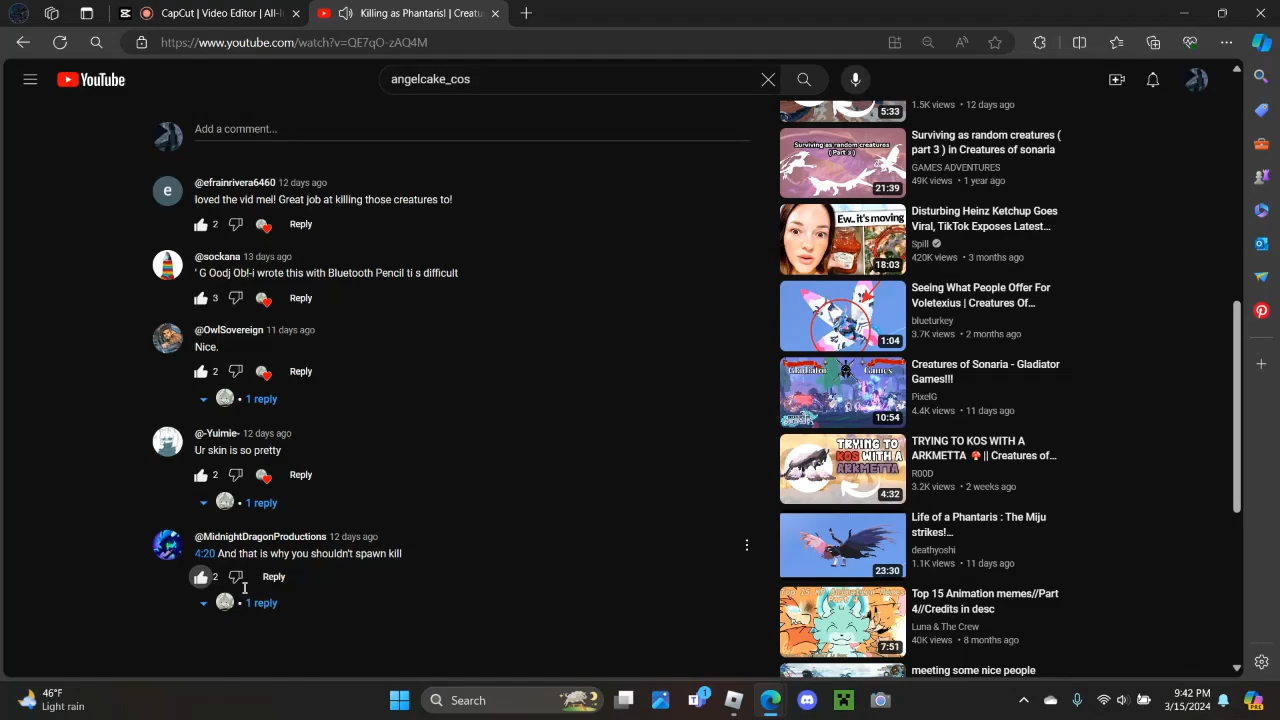 CapCut | Video Editor | All-I
Killing as Phantaris! | Creatu
https://www.youtube.com/watch?v=QE7qO-zAQ4M
YouTube
angelcake_cos
Add a comment...
@efrainrivera6460 12 days ago
loved the vid mei! Great job at killing those creatures to!
2 Reply
@sockana 13 days ago
' G Oodj Ob!-i wrote this with Bluetooth Pencil ti s difficult
3 Reply
@OwlSovereign 11 days ago
Nice.
2 Reply
• 1 reply
@-Yuimie- 12 days ago
Ur skin is so pretty
2 Reply
• 1 reply
@MidnightDragonProductions 12 days ago
4:20 And that is why you shouldn't spawn kill
2 Reply
• 1 reply
5:33
1.5K views • 12 days ago
Surviving as random creatures
( Part 3 )
21:39
Surviving as random creatures (
part 3 ) in Creatures of sonaria
GAMES ADVENTURES
49K views • 1 year ago
Ew.. it's moving
18:03
Disturbing Heinz Ketchup Goes
Viral, TikTok Exposes Latest...
Spill
420K views • 3 months ago
1:04
Seeing What People Offer For
Voletexius | Creatures Of...
blueturkey
3.7K views • 2 months ago
Gladiator Games
10:54
Creatures of Sonaria - Gladiator
Games!!!
PixelG
4.4K views • 11 days ago
TRYING TO
KOS WITH A
ARKMETTA
4:32
TRYING TO KOS WITH A
ARKMETTA || Creatures of...
R00D
3.2K views • 2 weeks ago
23:30
Life of a Phantaris : The Miju
strikes!...
deathyoshi
1.1K views • 11 days ago
7:51
Top 15 Animation memes//Part
4//Credits in desc
Luna & The Crew
40K views • 8 months ago
meeting some nice people
46°F
Light rain
Search
1
9:42 PM
3/15/2024